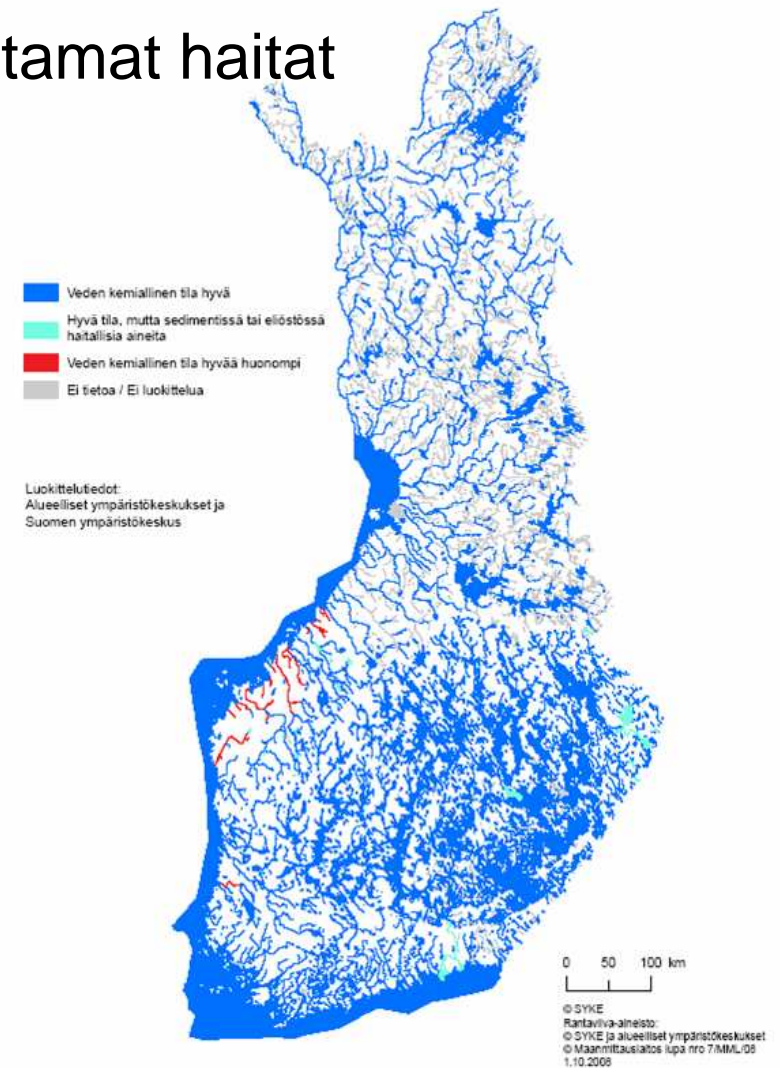 tamat haitat
Veden kemiallinen tila hyvä
Hyvä tila, mutta sedimentissä tai eliöstössä
haitallisia aineita
Veden kemiallinen tila hyvää huonompi
Ei tietoa / Ei luokittelua
Luokittelutiedot:
Alueelliset ympäristökeskukset ja
Suomen ympäristökeskus
0 50 100 km
© SYKE
Rantaviiva-aineisto:
© SYKE ja alueelliset ympäristökeskukset
© Maanmittauslaitos lupa nro 7/MML/08
1.10.2008